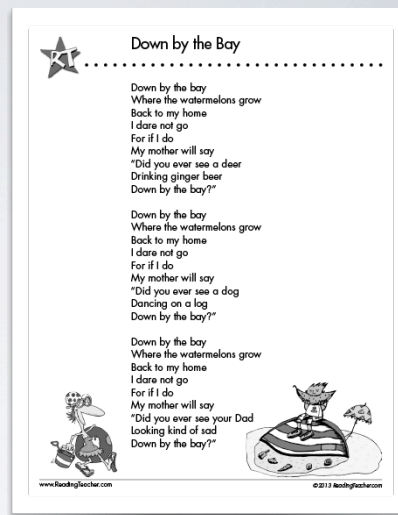 RT
Down by the Bay
Down by the bay
Where the watermelons grow
Back to my home
I dare not go
For if I do
My mother will say
“Did you ever see a deer
Drinking ginger beer
Down by the bay?”
Down by the bay
Where the watermelons grow
Back to my home
I dare not go
For if I do
My mother will say
“Did you ever see a dog
Dancing on a log
Down by the bay?”
Down by the bay
Where the watermelons grow
Back to my home
I dare not go
For if I do
My mother will say
“Did you ever see your Dad
Looking kind of sad
Down by the bay?”
www.ReadingTeacher.com
©2013 ReadingTeacher.com